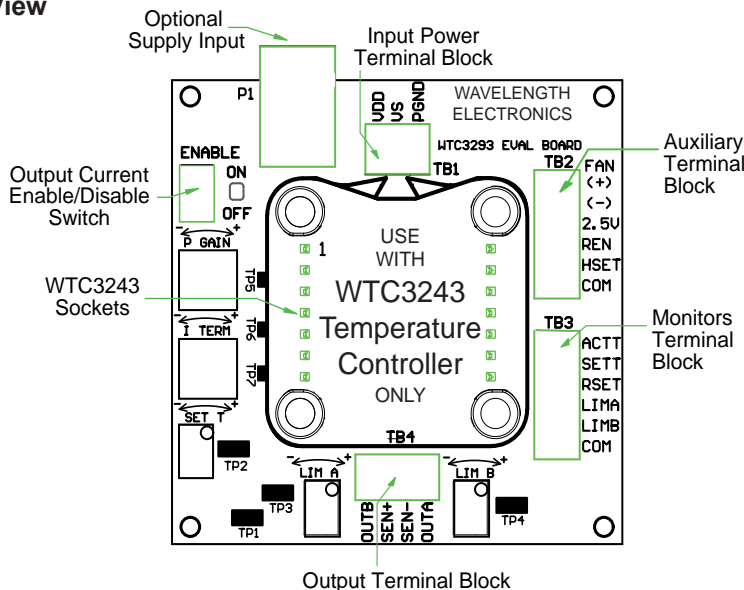 View
Optional
Supply Input
Input Power
Terminal Block
P1
VDD
VS
PGND
WAVELENGTH
ELECTRONICS
WTC3293 EVAL BOARD
TB1
TB2
Auxiliary
Terminal
Block
FAN
(+)
(-)
2.5V
REN
HSET
COM
ENABLE
ON
OFF
Output Current
Enable/Disable
Switch
- +
P GAIN
TP5
WTC3243
Sockets
1
USE
WITH
WTC3243
Temperature
Controller
ONLY
TP6
- +
I TERM
TP7
TB3
Monitors
Terminal
Block
ACTT
SETT
RSET
LIMA
LIMB
COM
- +
SET T
TP2
TB4
- +
LIM A
- +
LIM B
TP3
TP1
TP4
OUTB
SEN+
SEN-
OUTA
Output Terminal Block